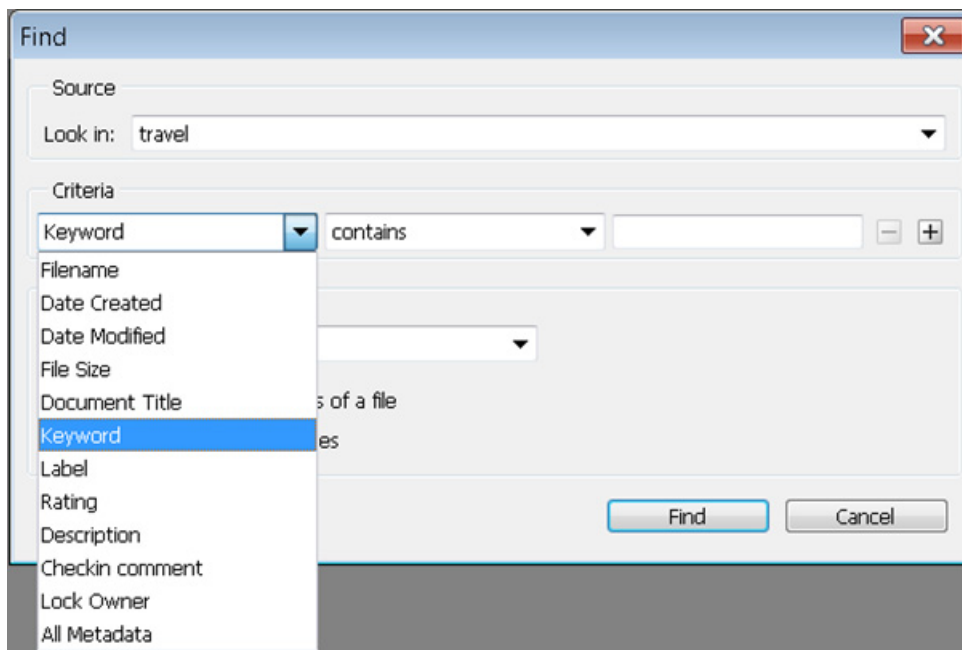 Find
Source
Look in: travel
Criteria
Keyword contains
Filename
Date Created
Date Modified
File Size
Document Title
s of a file
Keyword
es
Label
Rating
Find Cancel
Description
Checkin comment
Lock Owner
All Metadata